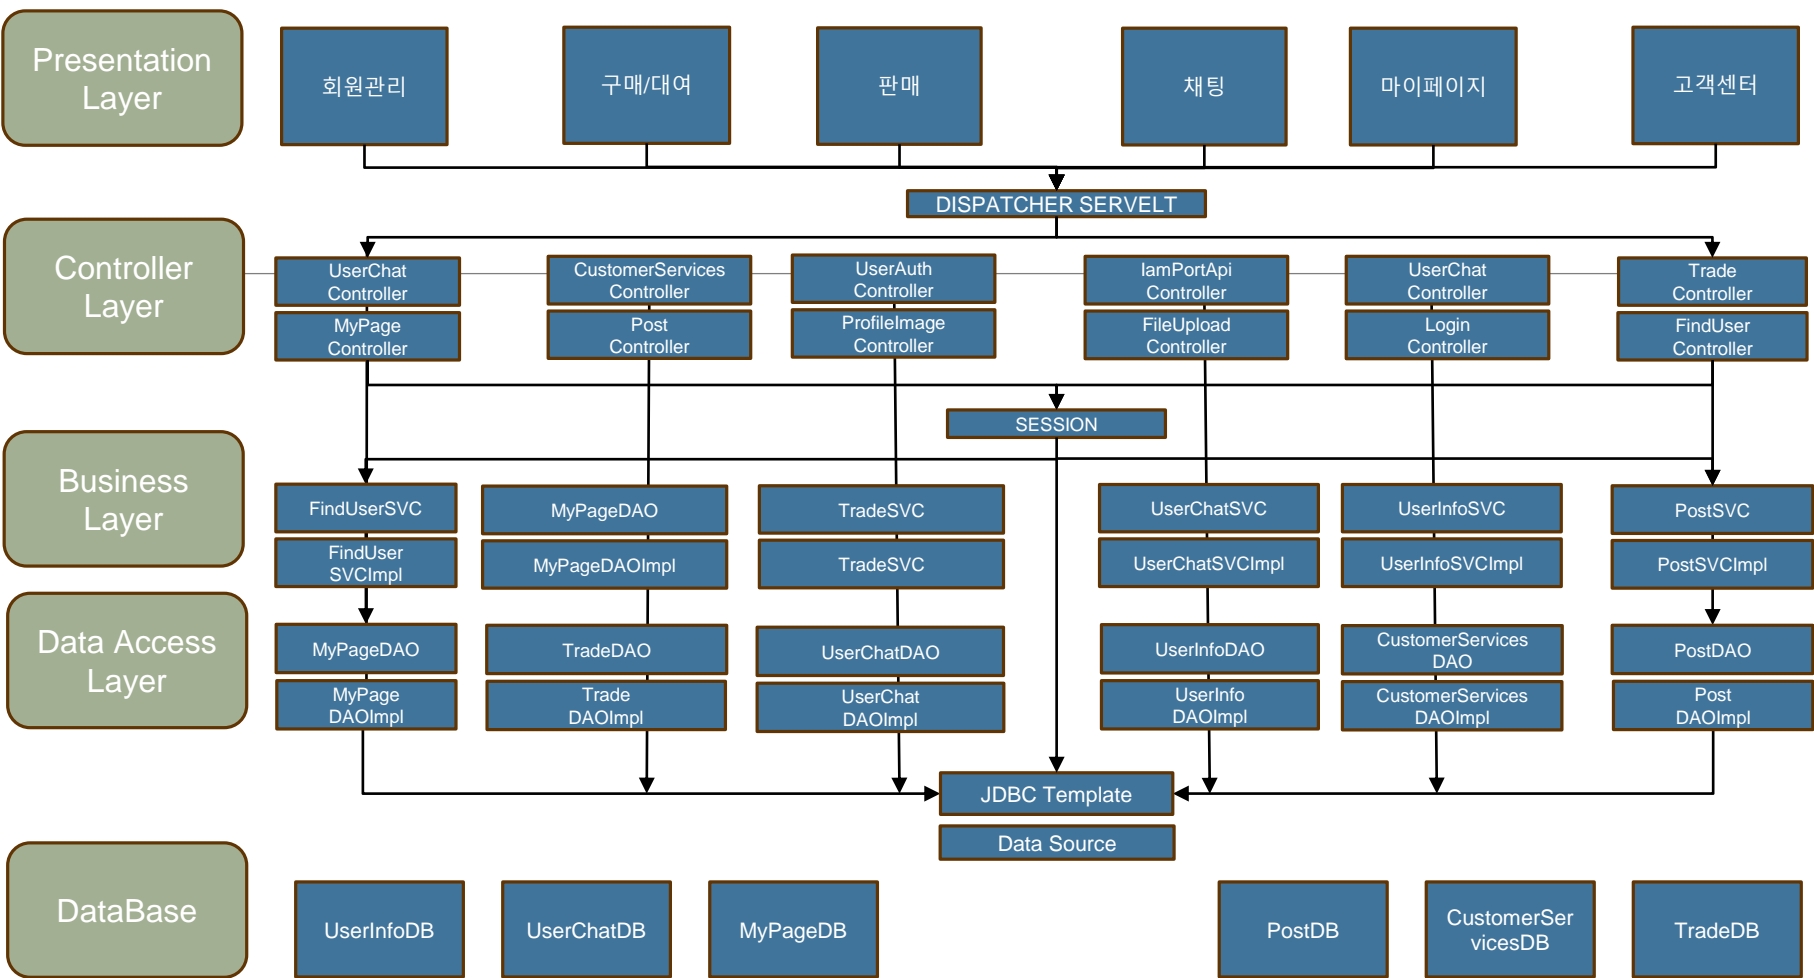 Presentation
Layer
회원관리
구매/대여
판매
채팅
마이페이지
고객센터
DISPATCHER SERVELT
Controller
Layer
UserChat
Controller
CustomerServices
Controller
UserAuth
Controller
IamPortApi
Controller
UserChat
Controller
Trade
Controller
MyPage
Controller
Post
Controller
ProfileImage
Controller
FileUpload
Controller
Login
Controller
FindUser
Controller
SESSION
Business
Layer
FindUserSVC
MyPageDAO
TradeSVC
UserChatSVC
UserInfoSVC
PostSVC
FindUser
SVCImpl
MyPageDAOImpl
TradeSVC
UserChatSVCImpl
UserInfoSVCImpl
PostSVCImpl
Data Access
Layer
MyPageDAO
TradeDAO
UserChatDAO
UserInfoDAO
CustomerServices
DAO
PostDAO
MyPage
DAOImpl
Trade
DAOImpl
UserChat
DAOImpl
UserInfo
DAOImpl
CustomerServices
DAOImpl
Post
DAOImpl
JDBC Template
Data Source
DataBase
UserInfoDB
UserChatDB
MyPageDB
PostDB
CustomerSer
vicesDB
TradeDB